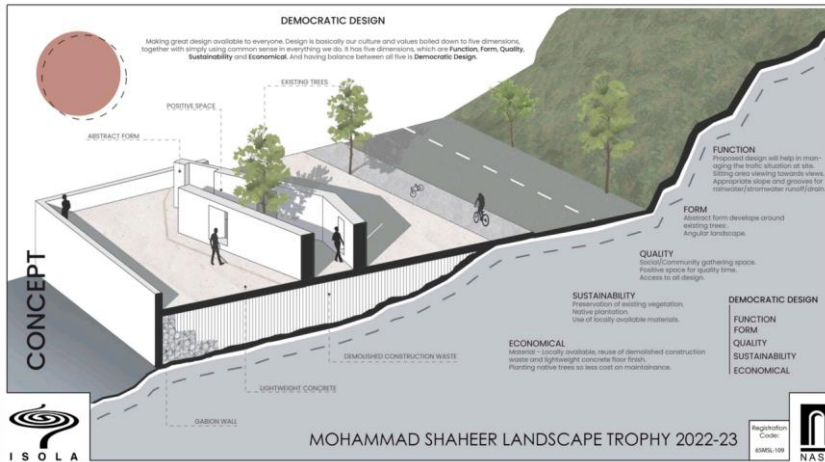 DEMOCRATIC DESIGN
Making great design available to everyone. Design is basically our culture and values boiled down to five dimensions,
together with simply using common sense in everything we do. It has five dimensions, which are Function, Form, Quality,
Sustainability and Economical. And having balance between all five is Democratic Design.
EXISTING TREES
POSITIVE SPACE
ABSTRACT FORM
CONCEPT
FUNCTION
Proposed design will help in man-
aging the trafic situation at site.
Sitting area viewing towards views.
Appropriate slope and grooves for
rainwater/stromwater runoff/drain.
FORM
Abstract form develope around
existing trees.
Angular landscape.
QUALITY
Social/Community gathering space.
Positive space for quality time.
Access to all design.
SUSTAINABILITY
Preservation of existing vegetation.
Native plantation.
Use of locally available materials.
ECONOMICAL
Material - Locally available, reuse of demolished construction
waste and lightweight concrete floor finish.
Planting native trees so less cost on maintainance.
DEMOCRATIC DESIGN
FUNCTION
FORM
QUALITY
SUSTAINABILITY
ECONOMICAL
DEMOLISHED CONSTRUCTION WASTE
LIGHTWEIGHT CONCRETE
GABION WALL
ISOLA
MOHAMMAD SHAHEER LANDSCAPE TROPHY 2022-23
Registration
Code:
65MSL-109
NAS